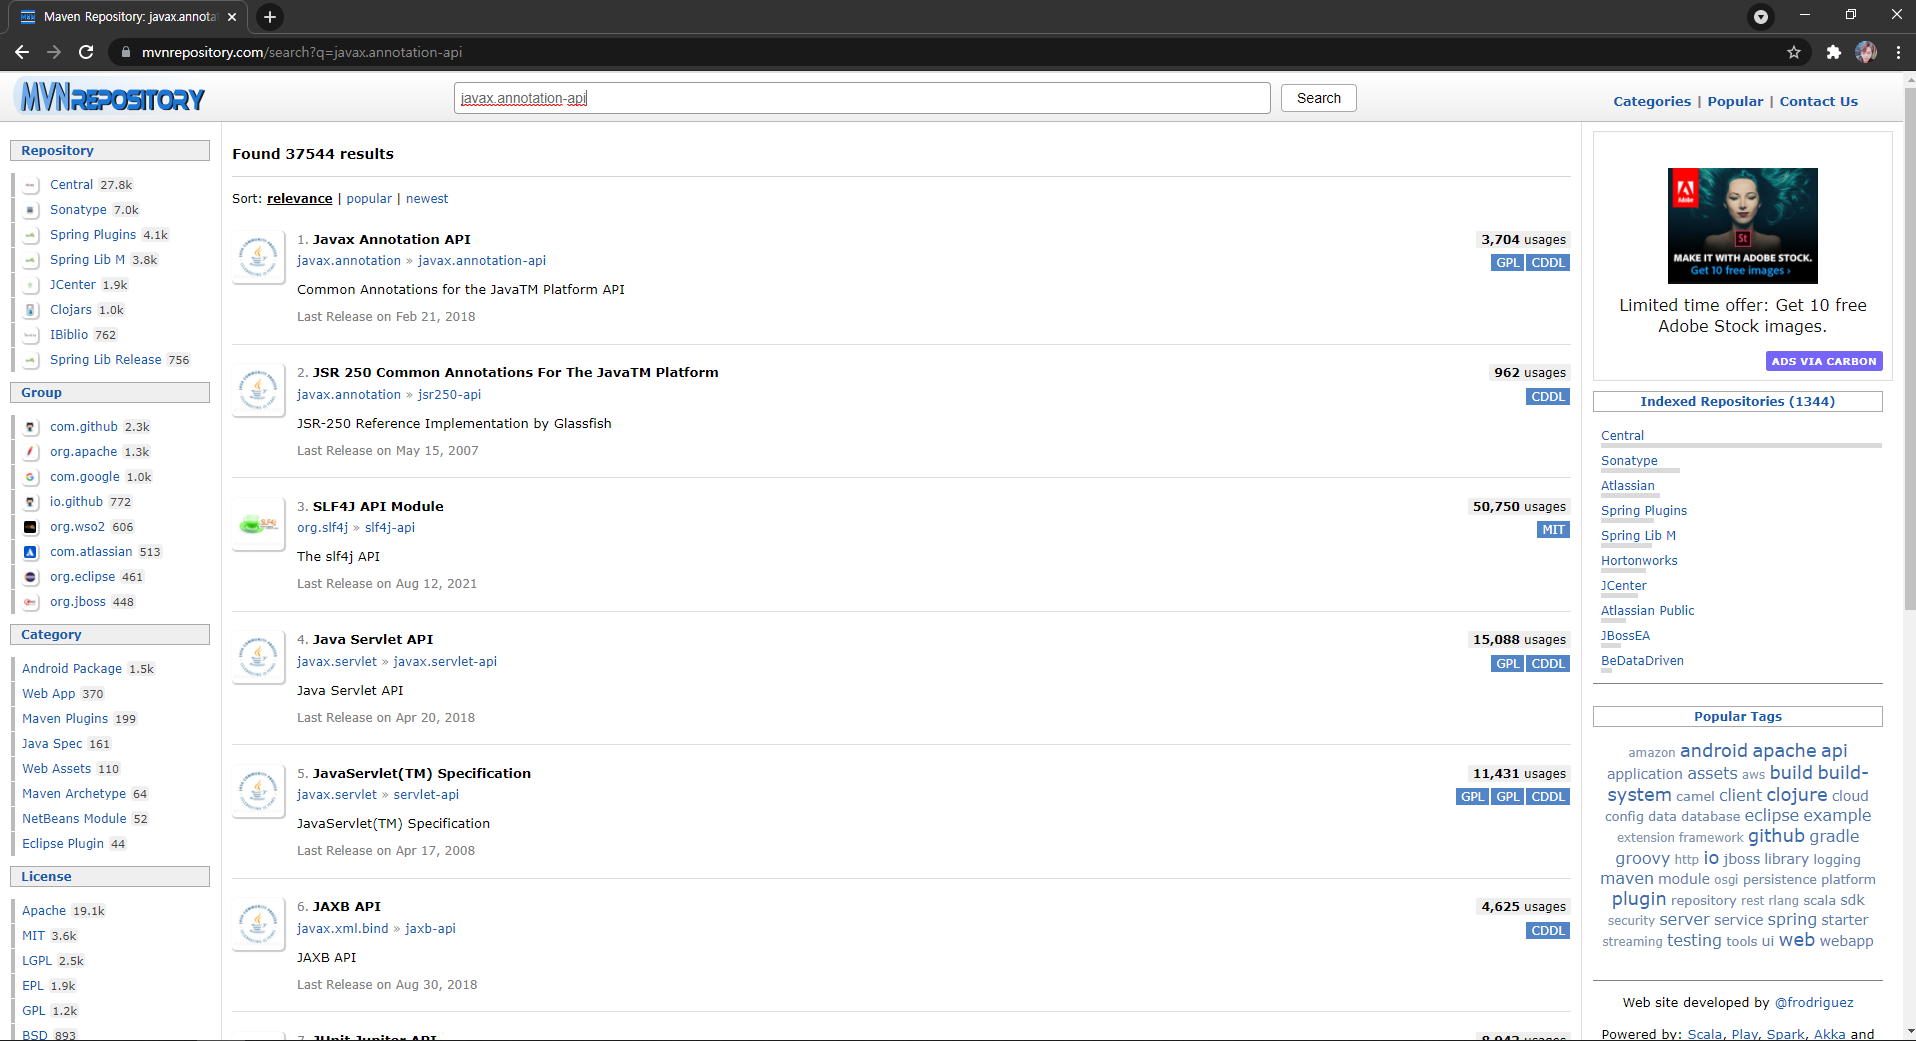 Maven Repository: javax.annota
mvnrepository.com/search?q=javax.annotation-api
MVNREPOSITORY
javax.annotation-api
Search
Categories | Popular | Contact Us
Repository
Central 27.8k
Sonatype 7.0k
Spring Plugins 4.1k
Spring Lib M 3.8k
JCenter 1.9k
Clojars 1.0k
IBiblio 762
Spring Lib Release 756
Group
com.github 2.3k
org.apache 1.3k
com.google 1.0k
io.github 772
org.wso2 606
com.atlassian 513
org.eclipse 461
org.jboss 448
Category
Android Package 1.5k
Web App 370
Maven Plugins 199
Java Spec 161
Web Assets 110
Maven Archetype 64
NetBeans Module 52
Eclipse Plugin 44
License
Apache 19.1k
MIT 3.6k
LGPL 2.5k
EPL 1.9k
GPL 1.2k
BSD 893
Found 37544 results
Sort: relevance | popular | newest
1. Javax Annotation API
3,704 usages
javax.annotation » javax.annotation-api
GPL CDDL
Common Annotations for the JavaTM Platform API
Last Release on Feb 21, 2018
2. JSR 250 Common Annotations For The JavaTM Platform
962 usages
javax.annotation » jsr250-api
CDDL
JSR-250 Reference Implementation by Glassfish
Last Release on May 15, 2007
3. SLF4J API Module
50,750 usages
org.slf4j » slf4j-api
MIT
The slf4j API
Last Release on Aug 12, 2021
4. Java Servlet API
15,088 usages
javax.servlet » javax.servlet-api
GPL CDDL
Java Servlet API
Last Release on Apr 20, 2018
5. JavaServlet(TM) Specification
11,431 usages
javax.servlet » servlet-api
GPL GPL CDDL
JavaServlet(TM) Specification
Last Release on Apr 17, 2008
6. JAXB API
4,625 usages
javax.xml.bind » jaxb-api
CDDL
JAXB API
Last Release on Aug 30, 2018
7. JUnit Jupiter API
8,942 usages
Adobe
St
MAKE IT WITH ADOBE STOCK.
Get 10 free images ›
Limited time offer: Get 10 free
Adobe Stock images.
ADS VIA CARBON
Indexed Repositories (1344)
Central
Sonatype
Atlassian
Spring Plugins
Spring Lib M
Hortonworks
JCenter
Atlassian Public
JBossEA
BeDataDriven
Popular Tags
amazon android apache api
application assets aws build build-
system camel client clojure cloud
config data database eclipse example
extension framework github gradle
groovy http io jboss library logging
maven module osgi persistence platform
plugin repository rest rlang scala sdk
security server service spring starter
streaming testing tools ui web webapp
Web site developed by @frodriguez
Powered by: Scala, Play, Spark, Akka and